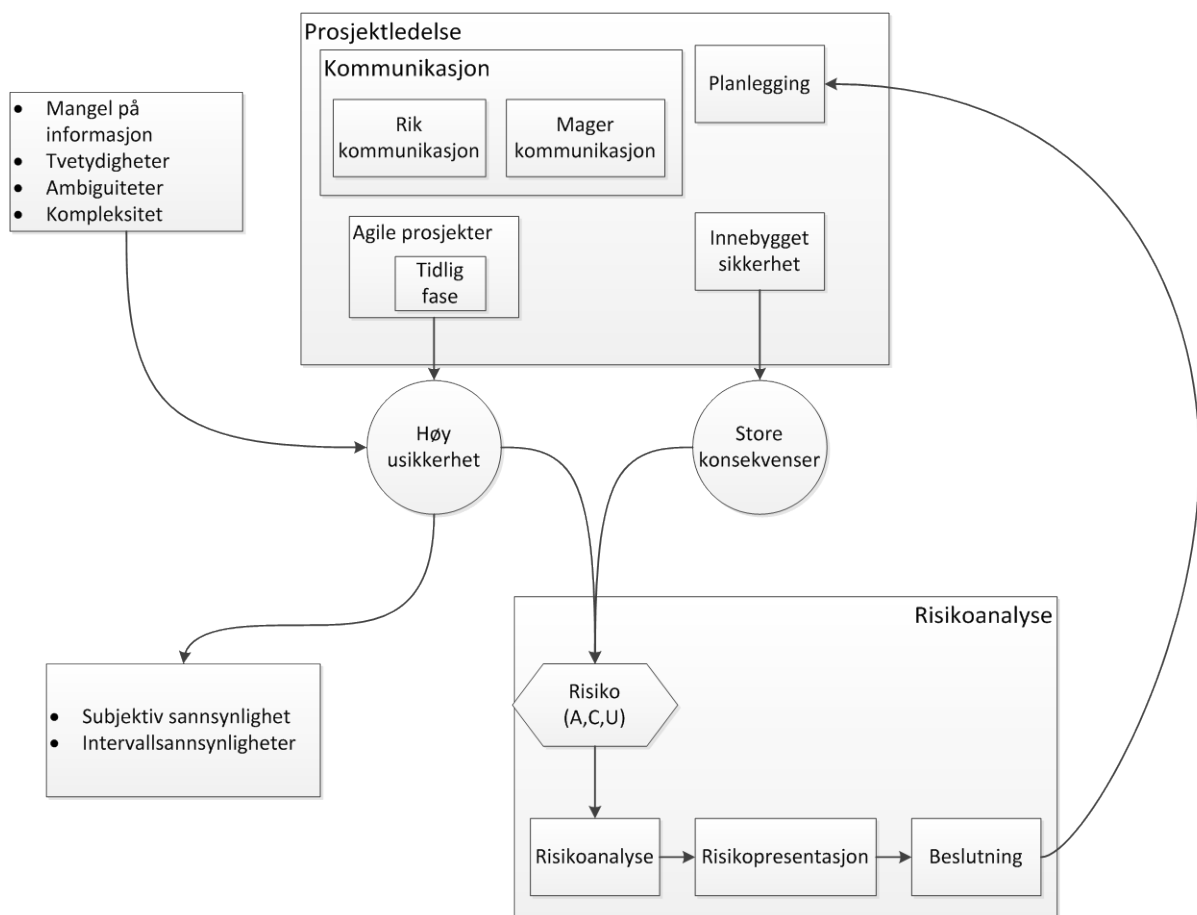 Prosjektledelse
Kommunikasjon
Rik
kommunikasjon
Mager
kommunikasjon
Planlegging
• Mangel på
informasjon
• Tvetydigheter
• Ambiguiteter
• Kompleksitet
Agile prosjekter
Tidlig
fase
Innebygget
sikkerhet
Høy
usikkerhet
Store
konsekvenser
• Subjektiv sannsynlighet
• Intervallsannsynligheter
Risikoanalyse
Risiko
(A,C,U)
Risikoanalyse
Risikopresentasjon
Beslutning